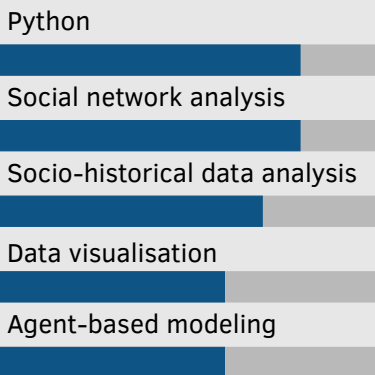 Python
Social network analysis
Socio-historical data analysis
Data visualisation
Agent-based modeling